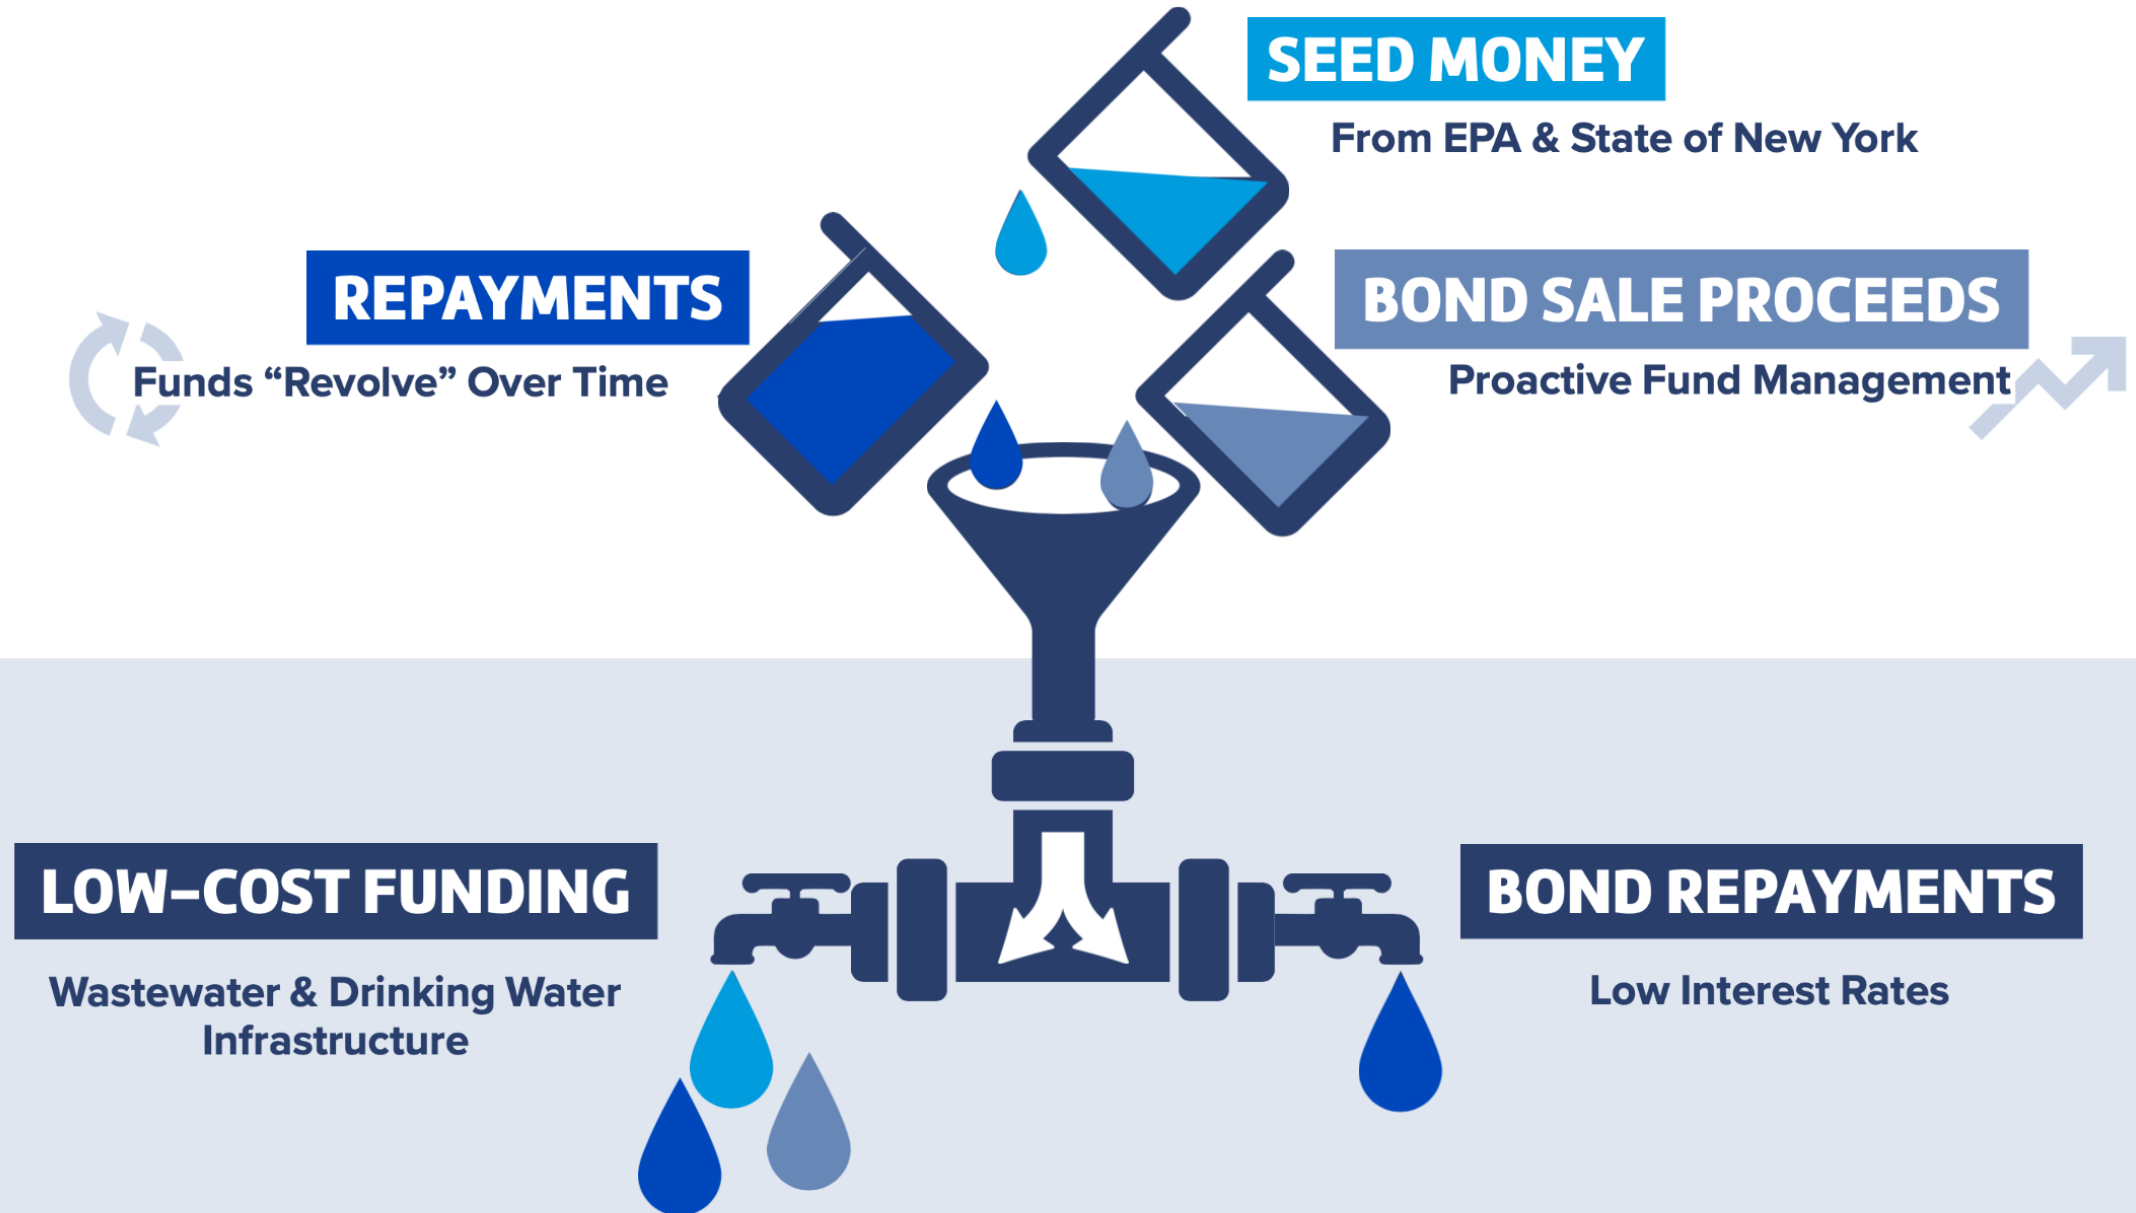 SEED MONEY
From EPA & State of New York
REPAYMENTS
Funds “Revolve” Over Time
BOND SALE PROCEEDS
Proactive Fund Management
LOW-COST FUNDING
Wastewater & Drinking Water
Infrastructure
BOND REPAYMENTS
Low Interest Rates